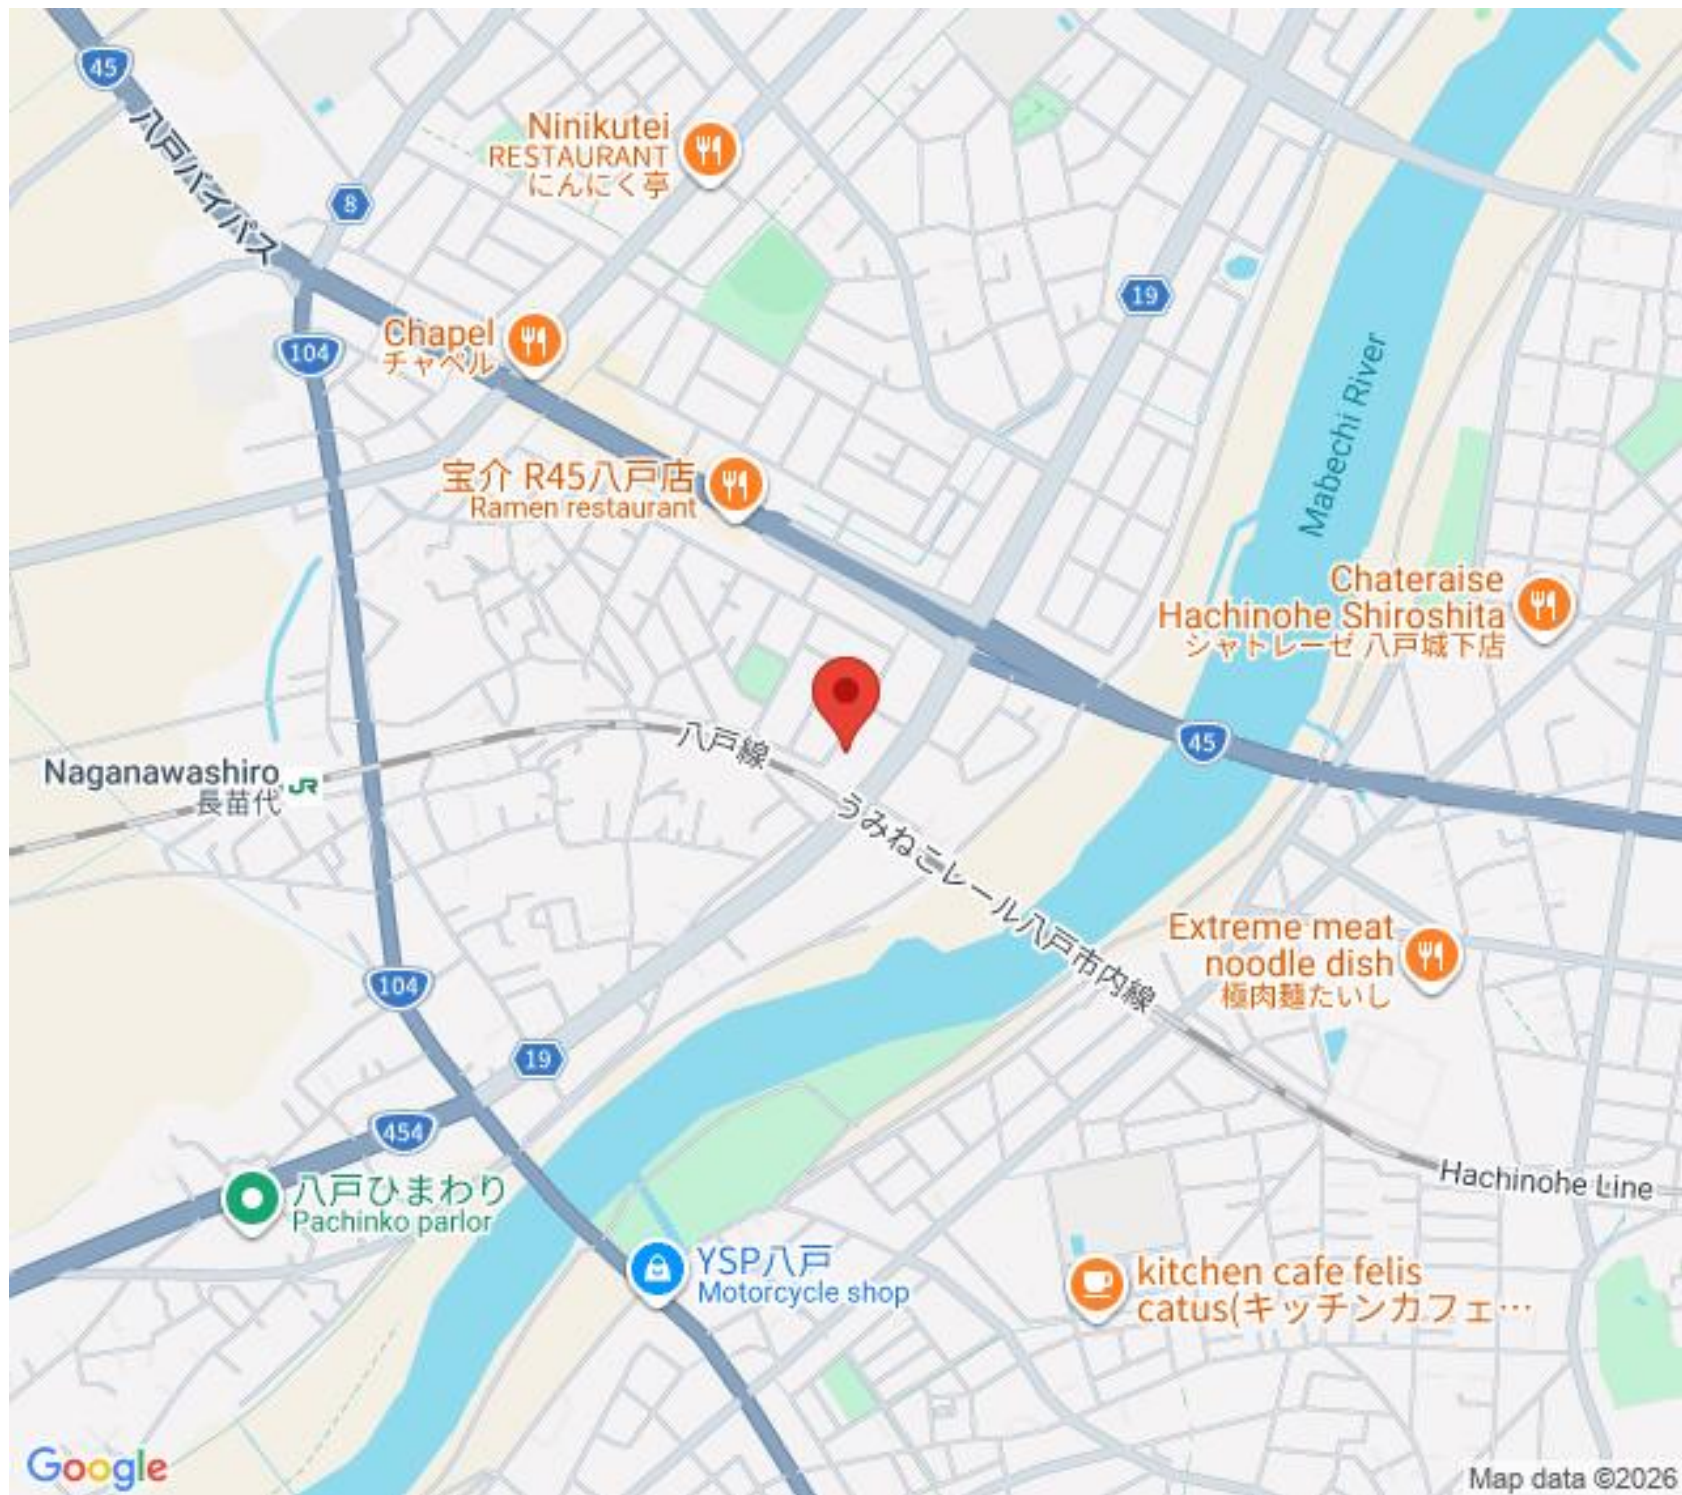 45
八戸バイパス
8
Ninikutei
RESTAURANT
にんにく亭
19
104
Chapel
チャペル
Mabechi River
宝介 R45八戸店
Ramen restaurant
Chateraise
Hachinohe Shiroshita
シャトレーゼ 八戸城下店
八戸線
45
Naganawashiro
JR
長苗代
うみねこレール八戸市内線
Extreme meat
noodle dish
極肉麺たいし
104
19
454
八戸ひまわり
Pachinko parlor
Hachinohe Line
YSP八戸
Motorcycle shop
kitchen cafe felis
catus(キッチンカフェ…
Google
Map data ©2026